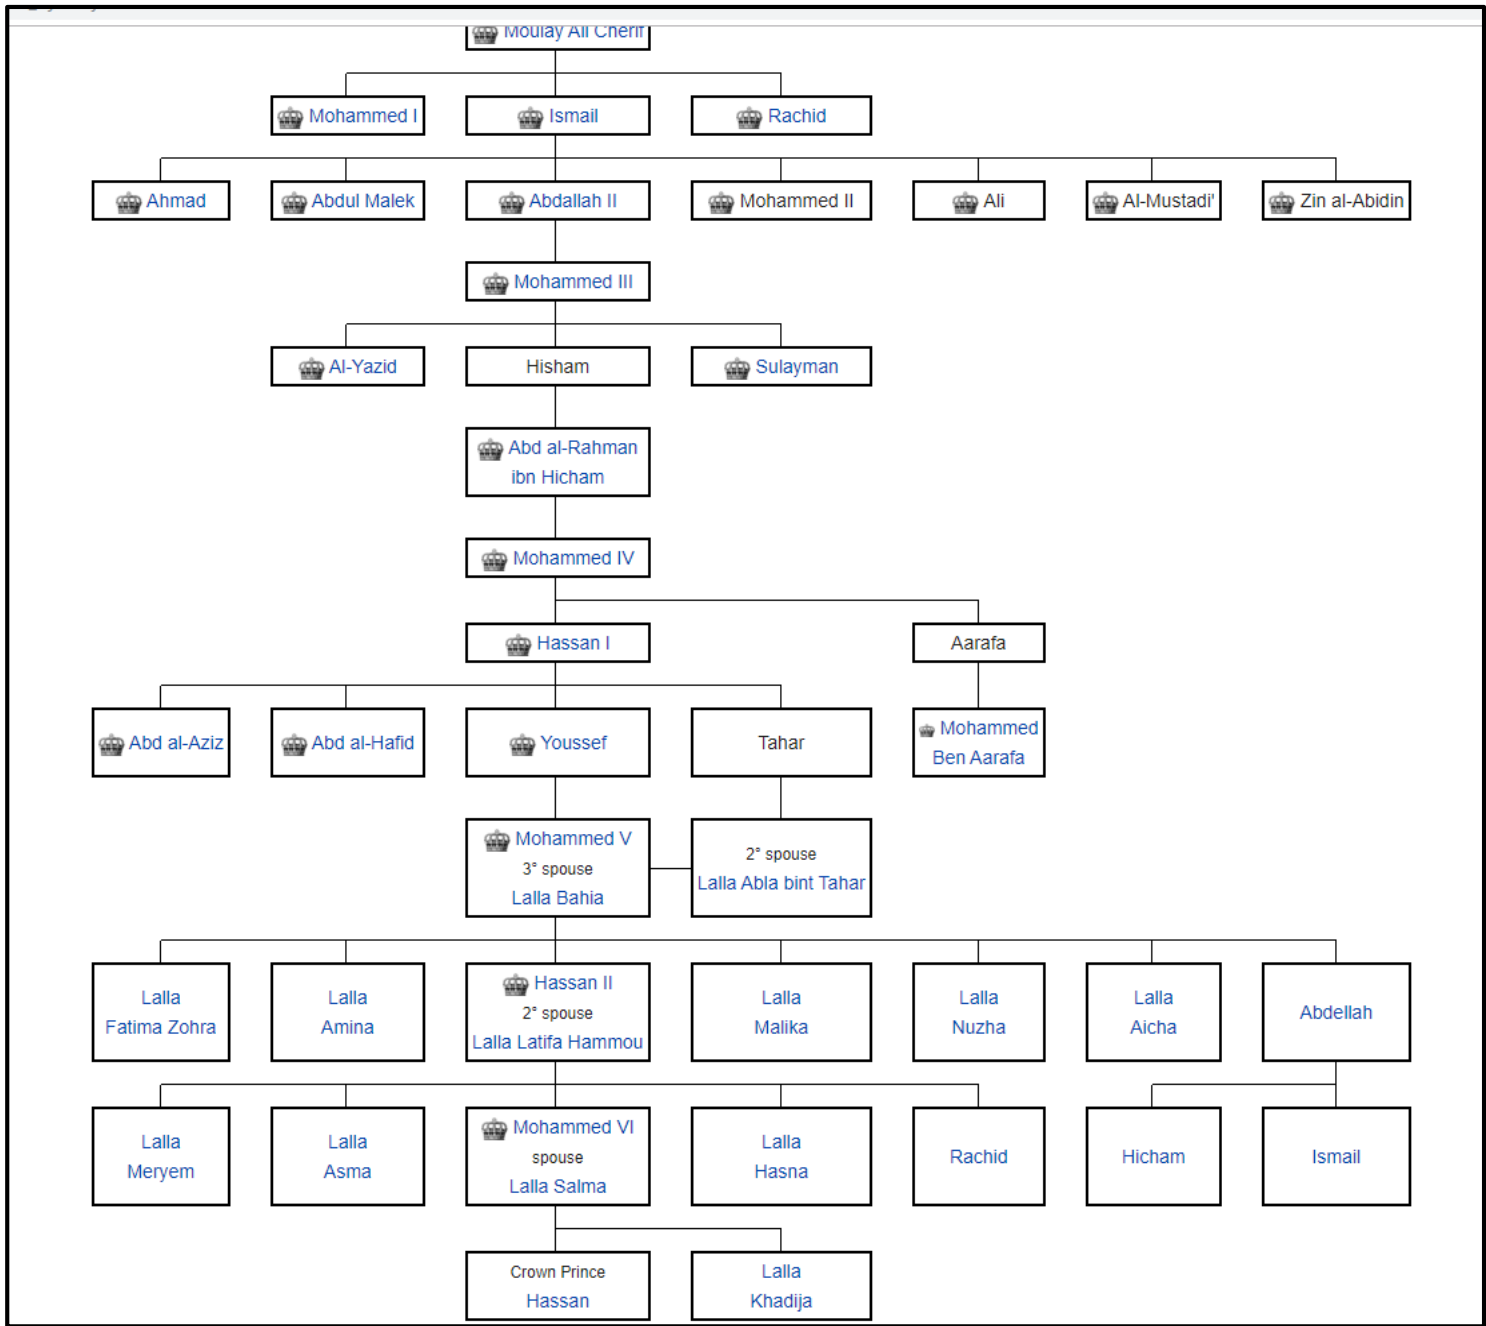 Moulay Ali Cherif
Mohammed I
Ismail
Rachid
Ahmad
Abdul Malek
Abdallah II
Mohammed II
Ali
Al-Mustadi'
Zin al-Abidin
Mohammed III
Al-Yazid
Hisham
Sulayman
Abd al-Rahman
ibn Hicham
Mohammed IV
Hassan I
Aarafa
Abd al-Aziz
Abd al-Hafid
Youssef
Tahar
Mohammed
Ben Aarafa
Mohammed V
3° spouse
Lalla Bahia
2° spouse
Lalla Abla bint Tahar
Lalla
Fatima Zohra
Lalla
Amina
Hassan II
2° spouse
Lalla Latifa Hammou
Lalla
Malika
Lalla
Nuzha
Lalla
Aicha
Abdellah
Lalla
Meryem
Lalla
Asma
Mohammed VI
spouse
Lalla Salma
Lalla
Hasna
Rachid
Hicham
Ismail
Crown Prince
Hassan
Lalla
Khadija